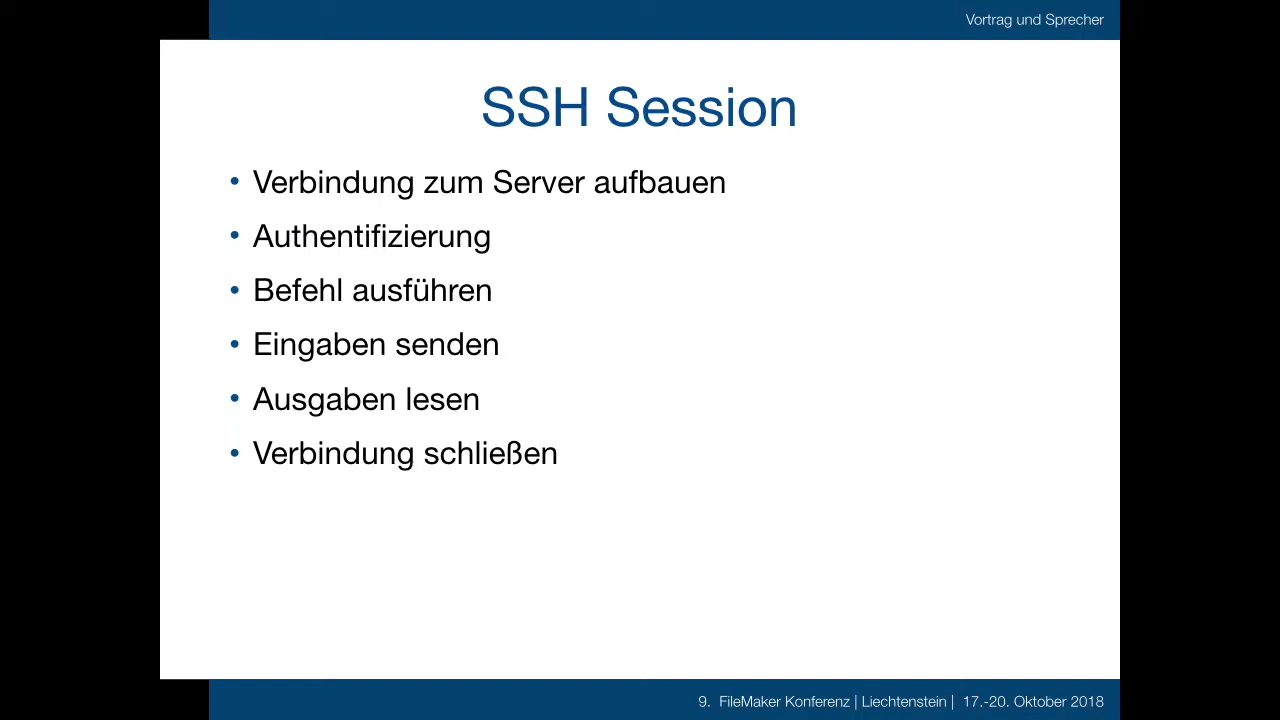 Vortrag und Sprecher
SSH Session
• Verbindung zum Server aufbauen
• Authentifizierung
• Befehl ausführen
• Eingaben senden
• Ausgaben lesen
• Verbindung schließen
9. FileMaker Konferenz | Liechtenstein | 17.-20. Oktober 2018